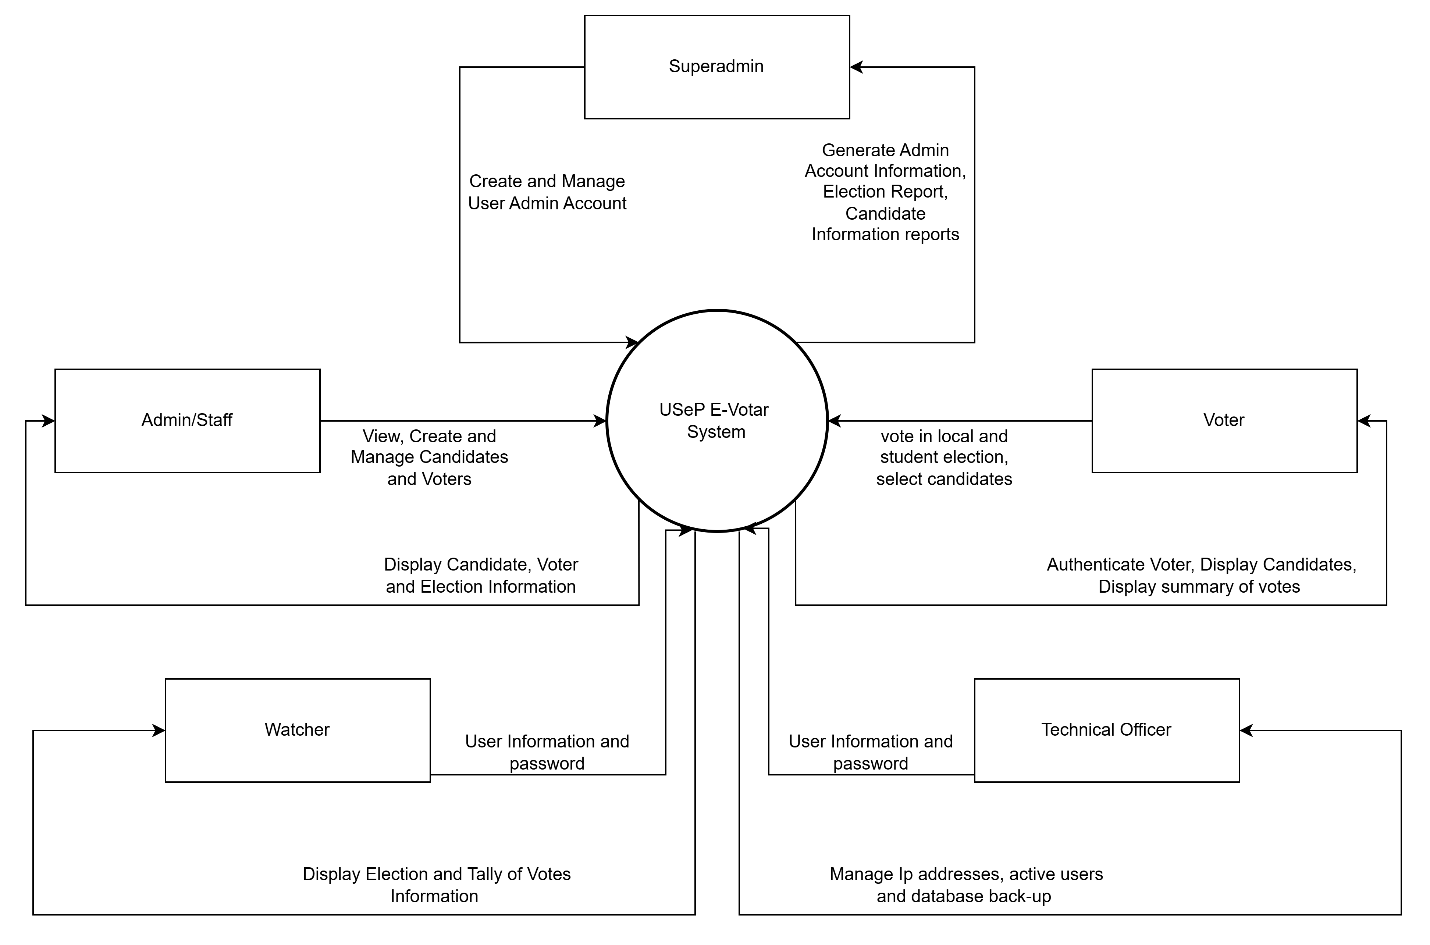 Superadmin
Create and Manage
User Admin Account
Generate Admin
Account Information,
Election Report,
Candidate
Information reports
Admin/Staff
View, Create and
Manage Candidates
and Voters
USeP E-Votar
System
vote in local and
student election,
select candidates
Voter
Display Candidate, Voter
and Election Information
Authenticate Voter, Display Candidates,
Display summary of votes
Watcher
User Information and
password
User Information and
password
Technical Officer
Display Election and Tally of Votes
Information
Manage Ip addresses, active users
and database back-up